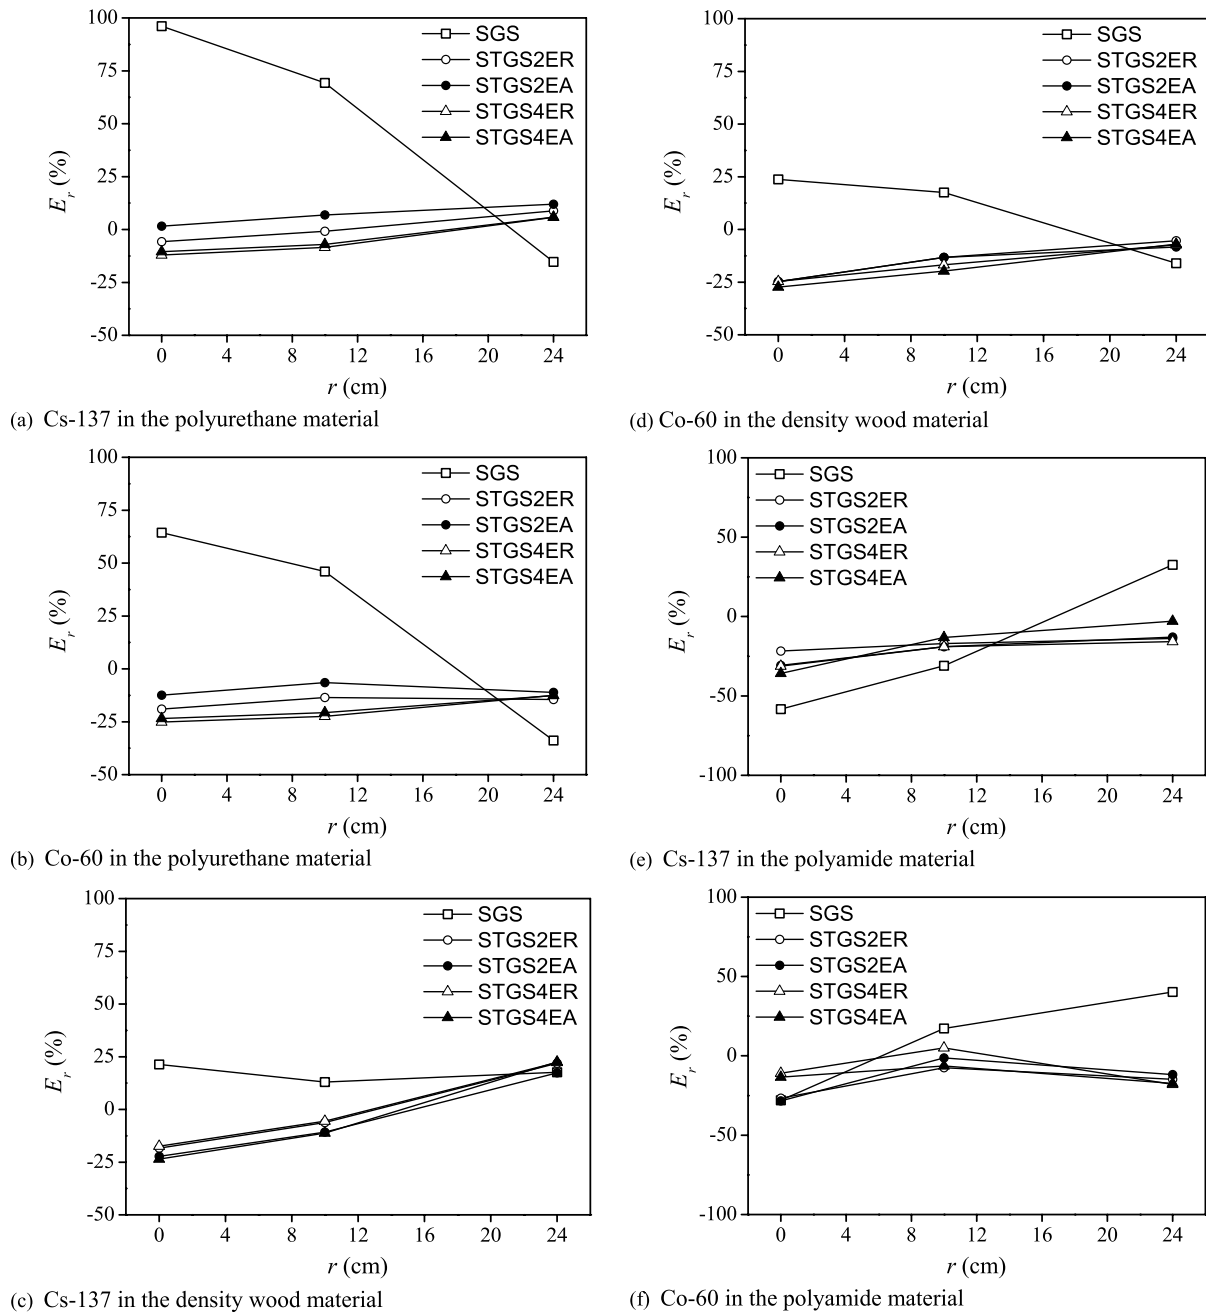 100
75
50
25
0
-25
-50
E_r (%)
SGS
STGS2ER
STGS2EA
STGS4ER
STGS4EA
0 4 8 12 16 20 24
r (cm)
(a) Cs-137 in the polyurethane material
100
75
50
25
0
-25
-50
E_r (%)
SGS
STGS2ER
STGS2EA
STGS4ER
STGS4EA
0 4 8 12 16 20 24
r (cm)
(d) Co-60 in the density wood material
100
75
50
25
0
-25
-50
E_r (%)
SGS
STGS2ER
STGS2EA
STGS4ER
STGS4EA
0 4 8 12 16 20 24
r (cm)
(b) Co-60 in the polyurethane material
100
50
0
-50
-100
E_r (%)
SGS
STGS2ER
STGS2EA
STGS4ER
STGS4EA
0 4 8 12 16 20 24
r (cm)
(e) Cs-137 in the polyamide material
100
75
50
25
0
-25
-50
E_r (%)
SGS
STGS2ER
STGS2EA
STGS4ER
STGS4EA
0 4 8 12 16 20 24
r (cm)
(c) Cs-137 in the density wood material
100
50
0
-50
-100
E_r (%)
SGS
STGS2ER
STGS2EA
STGS4ER
STGS4EA
0 4 8 12 16 20 24
r (cm)
(f) Co-60 in the polyamide material